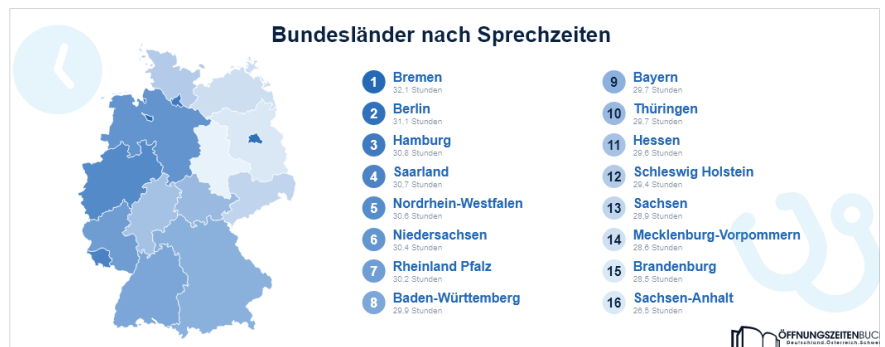 Bundesländer nach Sprechzeiten
1 Bremen
32,1 Stunden
2 Berlin
31,1 Stunden
3 Hamburg
30,8 Stunden
4 Saarland
30,7 Stunden
5 Nordrhein-Westfalen
30,6 Stunden
6 Niedersachsen
30,4 Stunden
7 Rheinland Pfalz
30,2 Stunden
8 Baden-Württemberg
29,9 Stunden
9 Bayern
29,7 Stunden
10 Thüringen
29,7 Stunden
11 Hessen
29,6 Stunden
12 Schleswig Holstein
29,4 Stunden
13 Sachsen
28,9 Stunden
14 Mecklenburg-Vorpommern
28,6 Stunden
15 Brandenburg
28,5 Stunden
16 Sachsen-Anhalt
26,5 Stunden
ÖFFNUNGSZEITENBUC
Deutschland.Österreich.Schwei